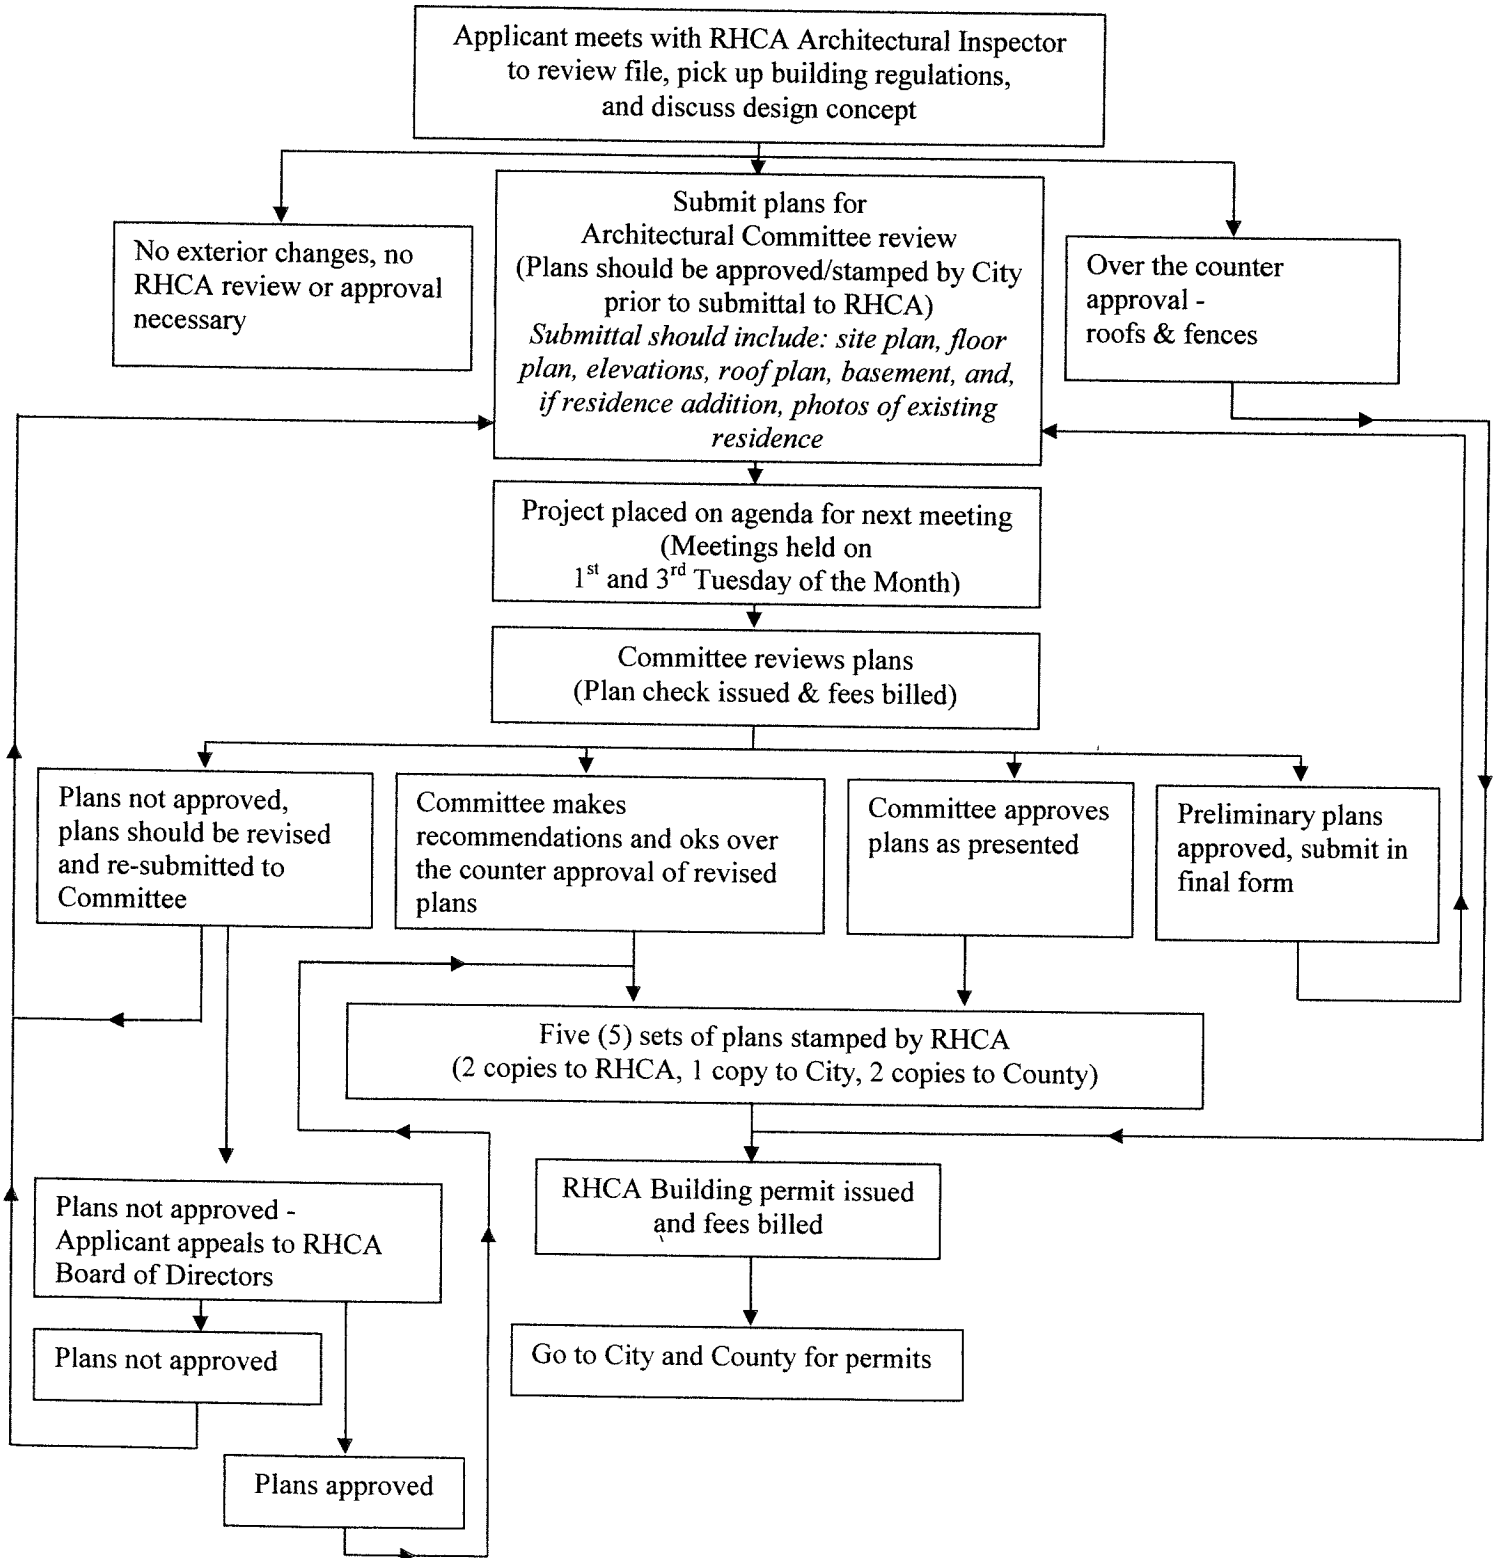 Applicant meets with RHCA Architectural Inspector
to review file, pick up building regulations,
and discuss design concept
No exterior changes, no
RHCA review or approval
necessary
Submit plans for
Architectural Committee review
(Plans should be approved/stamped by City
prior to submittal to RHCA)
Submittal should include: site plan, floor
plan, elevations, roof plan, basement, and,
if residence addition, photos of existing
residence
Over the counter
approval -
roofs & fences
Project placed on agenda for next meeting
(Meetings held on
1st and 3rd Tuesday of the Month)
Committee reviews plans
(Plan check issued & fees billed)
Plans not approved,
plans should be revised
and re-submitted to
Committee
Committee makes
recommendations and oks over
the counter approval of revised
plans
Committee approves
plans as presented
Preliminary plans
approved, submit in
final form
Five (5) sets of plans stamped by RHCA
(2 copies to RHCA, 1 copy to City, 2 copies to County)
Plans not approved -
Applicant appeals to RHCA
Board of Directors
RHCA Building permit issued
and fees billed
Plans not approved
Go to City and County for permits
Plans approved